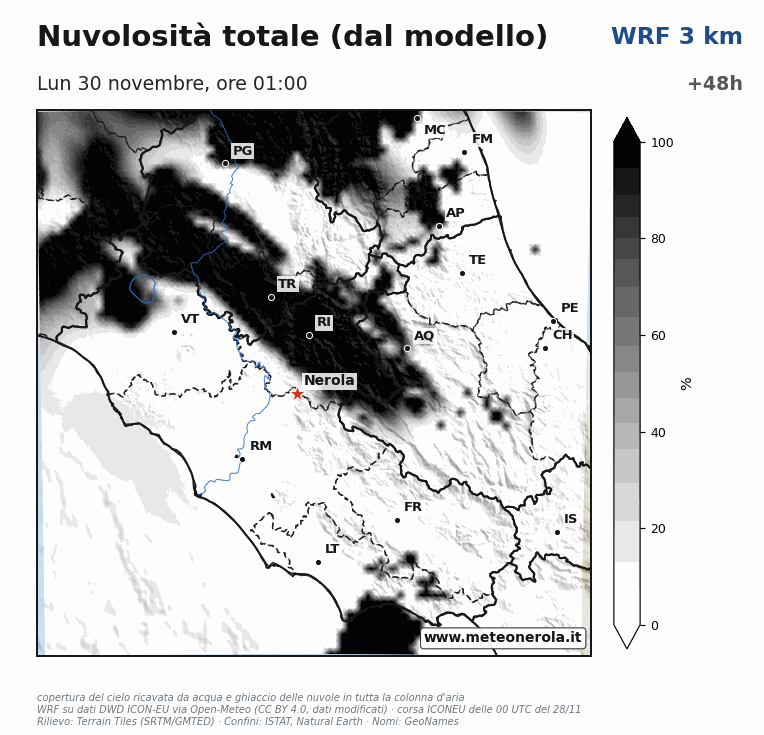 Nuvolosità totale (dal modello)
WRF 3 km
Lun 30 novembre, ore 01:00
+48h
MC
FM
PG
AP
TE
TR
PE
RI
VT
CH
AQ
Nerola
RM
FR
IS
LT
www.meteonerola.it
100
80
60
40
20
0
%
copertura del cielo ricavata da acqua e ghiaccio delle nuvole in tutta la colonna d'aria
WRF su dati DWD ICON-EU via Open-Meteo (CC BY 4.0, dati modificati) · corsa ICONEU delle 00 UTC del 28/11
Rilievo: Terrain Tiles (SRTM/GMTED) · Confini: ISTAT, Natural Earth · Nomi: GeoNames